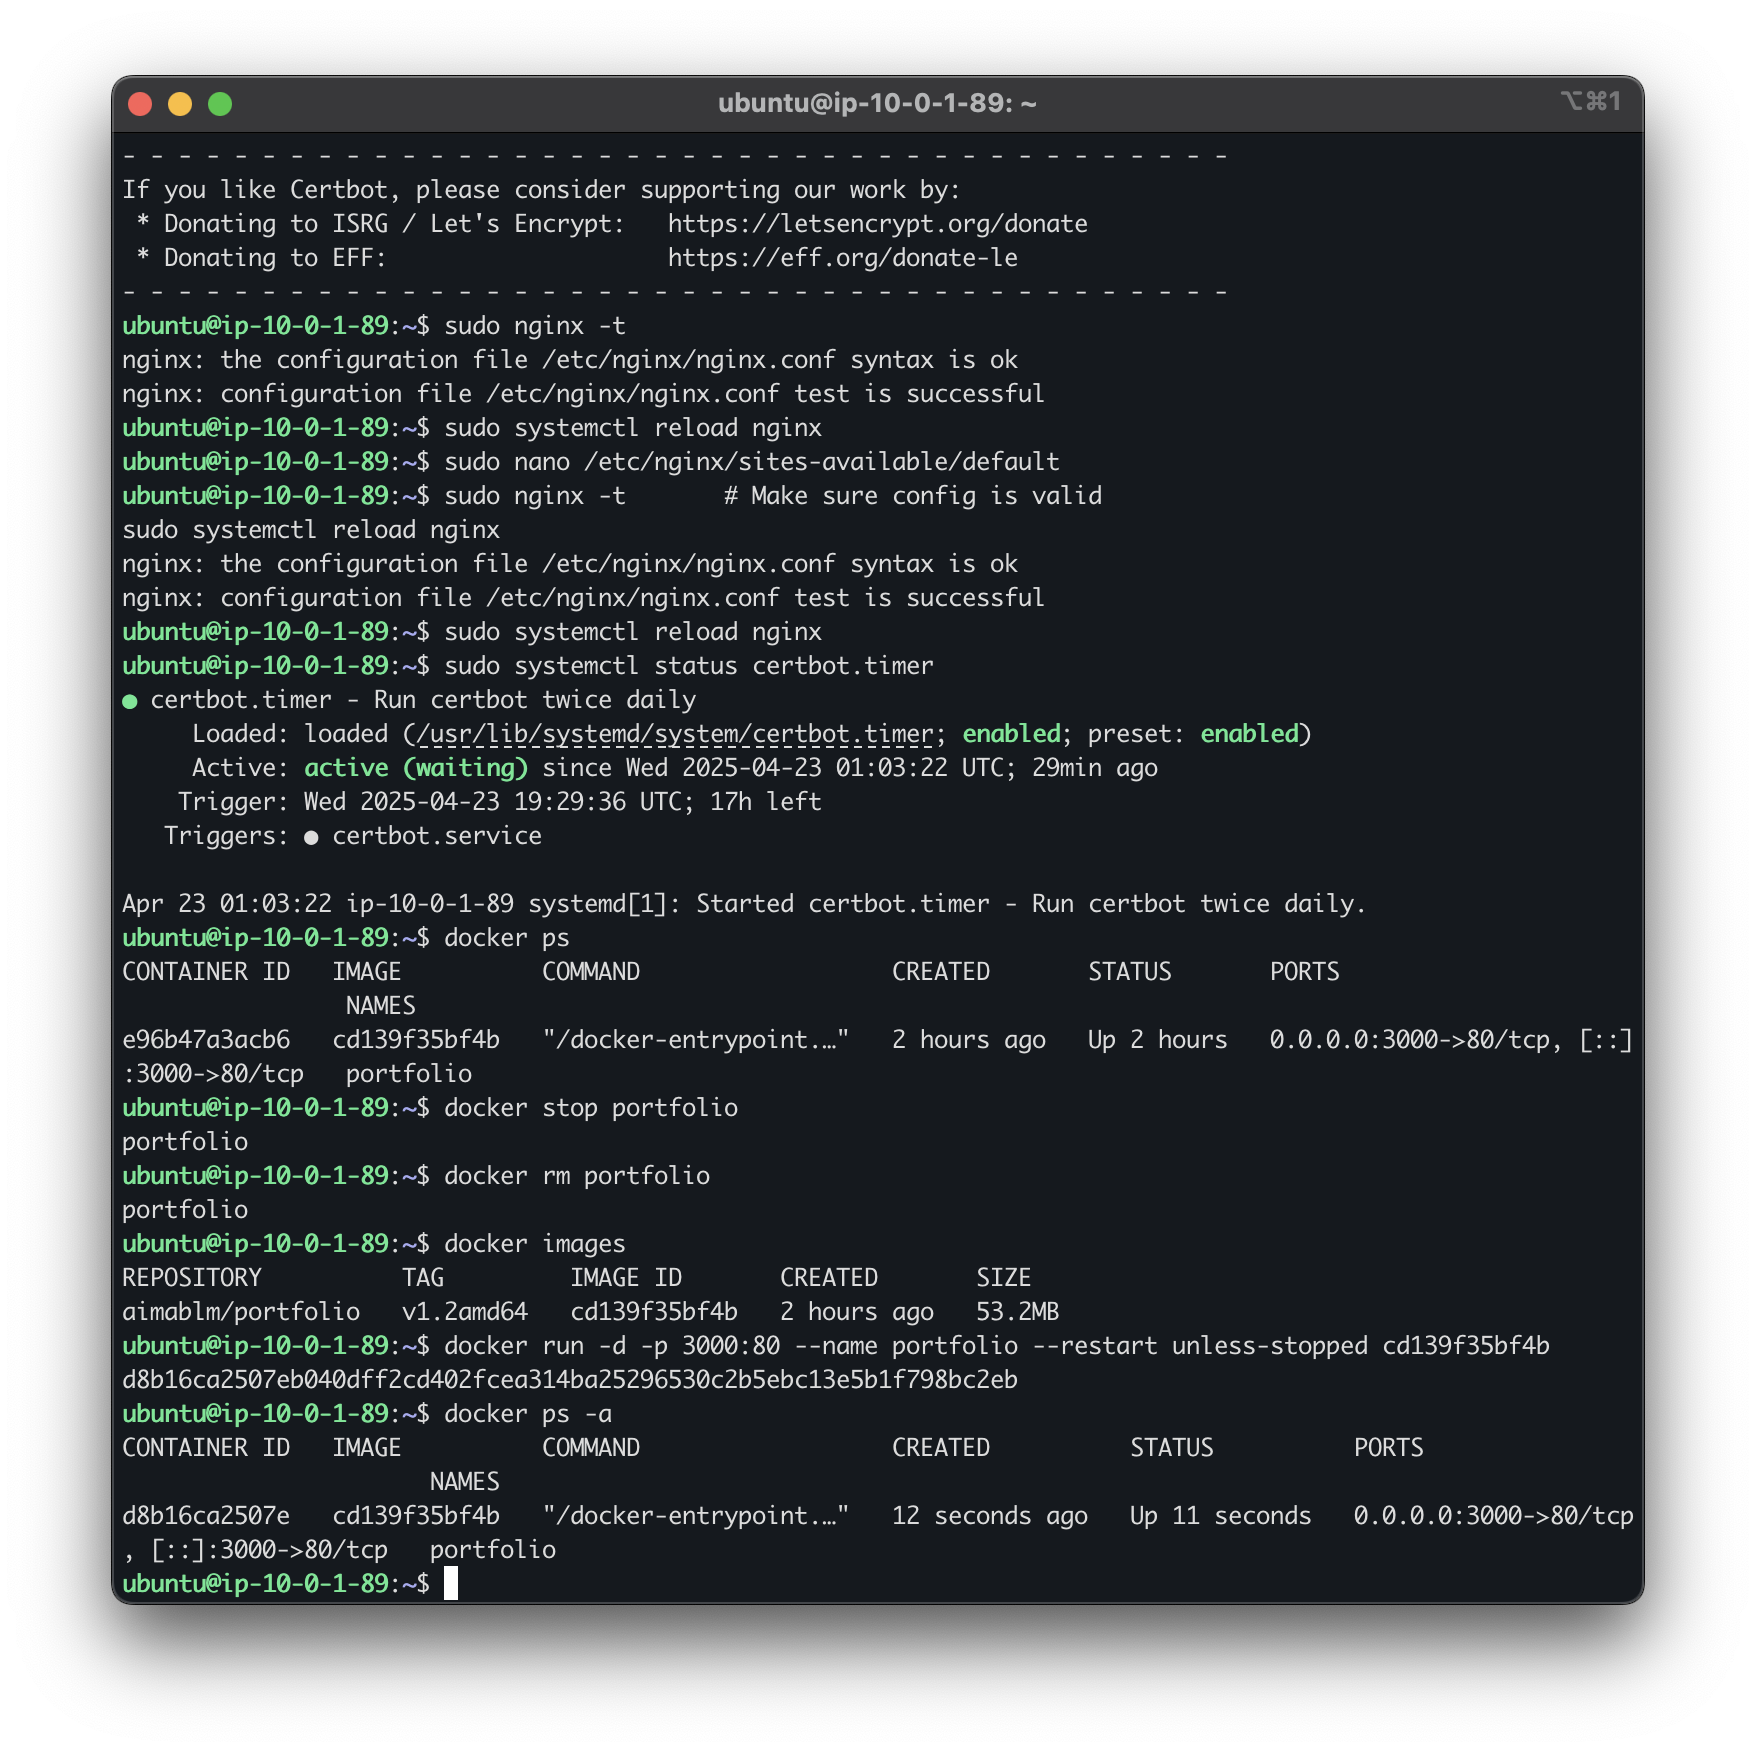 ubuntu@ip-10-0-1-89: ~
⌥⌘1
- - - - - - - - - - - - - - - - - - - - - - - - - - - - - - - - - - - - - - - -
If you like Certbot, please consider supporting our work by:
 * Donating to ISRG / Let's Encrypt:   https://letsencrypt.org/donate
 * Donating to EFF:                    https://eff.org/donate-le
- - - - - - - - - - - - - - - - - - - - - - - - - - - - - - - - - - - - - - - -
ubuntu@ip-10-0-1-89:~$ sudo nginx -t
nginx: the configuration file /etc/nginx/nginx.conf syntax is ok
nginx: configuration file /etc/nginx/nginx.conf test is successful
ubuntu@ip-10-0-1-89:~$ sudo systemctl reload nginx
ubuntu@ip-10-0-1-89:~$ sudo nano /etc/nginx/sites-available/default
ubuntu@ip-10-0-1-89:~$ sudo nginx -t       # Make sure config is valid
sudo systemctl reload nginx
nginx: the configuration file /etc/nginx/nginx.conf syntax is ok
nginx: configuration file /etc/nginx/nginx.conf test is successful
ubuntu@ip-10-0-1-89:~$ sudo systemctl reload nginx
ubuntu@ip-10-0-1-89:~$ sudo systemctl status certbot.timer
● certbot.timer - Run certbot twice daily
     Loaded: loaded (/usr/lib/systemd/system/certbot.timer; enabled; preset: enabled)
     Active: active (waiting) since Wed 2025-04-23 01:03:22 UTC; 29min ago
    Trigger: Wed 2025-04-23 19:29:36 UTC; 17h left
   Triggers: ● certbot.service

Apr 23 01:03:22 ip-10-0-1-89 systemd[1]: Started certbot.timer - Run certbot twice daily.
ubuntu@ip-10-0-1-89:~$ docker ps
CONTAINER ID   IMAGE          COMMAND                  CREATED       STATUS       PORTS
                NAMES
e96b47a3acb6   cd139f35bf4b   "/docker-entrypoint.…"   2 hours ago   Up 2 hours   0.0.0.0:3000->80/tcp, [::]
:3000->80/tcp   portfolio
ubuntu@ip-10-0-1-89:~$ docker stop portfolio
portfolio
ubuntu@ip-10-0-1-89:~$ docker rm portfolio
portfolio
ubuntu@ip-10-0-1-89:~$ docker images
REPOSITORY          TAG         IMAGE ID       CREATED       SIZE
aimablm/portfolio   v1.2amd64   cd139f35bf4b   2 hours ago   53.2MB
ubuntu@ip-10-0-1-89:~$ docker run -d -p 3000:80 --name portfolio --restart unless-stopped cd139f35bf4b
d8b16ca2507eb040dff2cd402fcea314ba25296530c2b5ebc13e5b1f798bc2eb
ubuntu@ip-10-0-1-89:~$ docker ps -a
CONTAINER ID   IMAGE          COMMAND                  CREATED          STATUS          PORTS
                      NAMES
d8b16ca2507e   cd139f35bf4b   "/docker-entrypoint.…"   12 seconds ago   Up 11 seconds   0.0.0.0:3000->80/tcp
, [::]:3000->80/tcp   portfolio
ubuntu@ip-10-0-1-89:~$